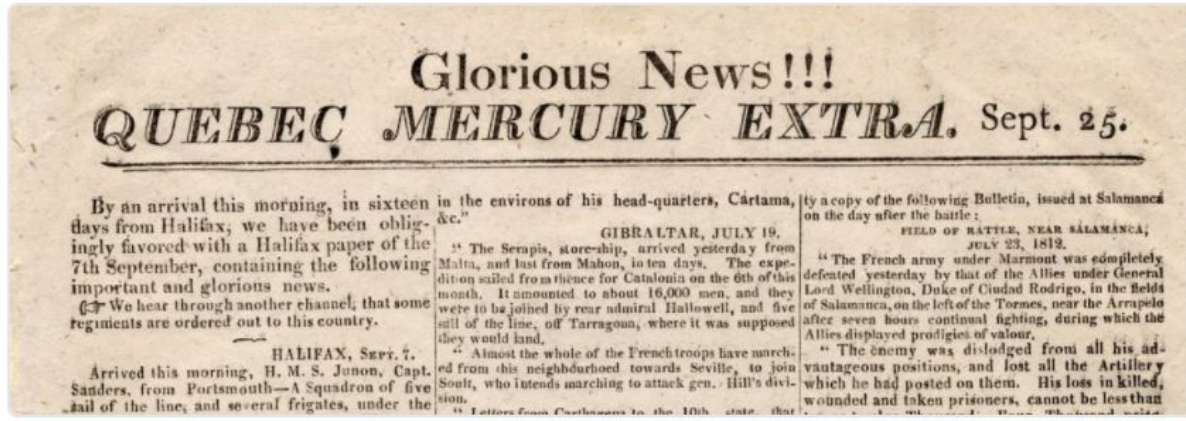 Glorious News!!!
QUEBEC MERCURY EXTRA. Sept. 25.
By an arrival this morning, in sixteen
days from Halifax, we have been oblig-
ingly favored with a Halifax paper of the
7th September, containing the following
important and glorious news.
☞ We hear through another channel, that some
regiments are ordered out to this country.
HALIFAX, SEPT. 7.
Arrived this morning, H. M. S. Junon, Capt.
Sanders, from Portsmouth—A Squadron of five
sail of the line, and several frigates, under the
in the environs of his head-quarters, Cártama,
&c."
GIBRALTAR, JULY 19.
" The Serapis, store-ship, arrived yesterday from
Malta, and last from Mahon, in ten days. The expe-
dition sailed from thence for Catalonia on the 6th of this
month. It amounted to about 16,000 men, and they
were to be joined by rear admiral Hallowell, and five
sail of the line, off Tarragona, where it was supposed
they would land.
" Almost the whole of the French troops have march-
ed from this neighbourhoed towards Seville, to join
Soult, who intends marching to attack gen. Hill's divi-
sion.
" Letters from Carthagena to the 10th, state, that
ty a copy of the following Bulletin, issued at Salamanca
on the day after the battle:
FIELD OF BATTLE, NEAR SALAMANCA,
JULY 23, 1812.
" The French army under Marmont was completely
defeated yesterday by that of the Allies under General
Lord Wellington, Duke of Ciudad Rodrigo, in the fields
of Salamanca, on the left of the Tormes, near the Arrapelo
after seven hours continual fighting, during which the
Allies displayed prodigies of valour.
" The enemy was dislodged from all his ad-
vantageous positions, and lost all the Artillery
which he had posted on them. His loss in killed,
wounded and taken prisoners, cannot be less than